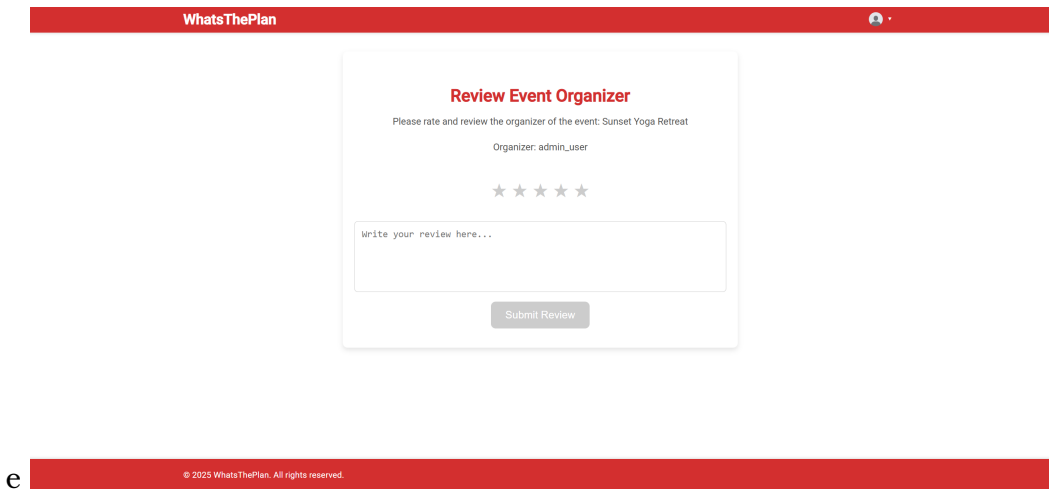 WhatsThePlan
Review Event Organizer
Please rate and review the organizer of the event: Sunset Yoga Retreat
Organizer: admin_user
Write your review here...
Submit Review
e
© 2025 WhatsThePlan. All rights reserved.